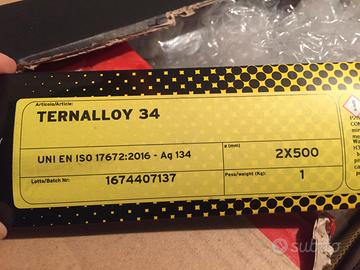 Articolo/Article:
TERNALLOY 34
UNI EN ISO 17672:2016 - Ag 134
ø (mm)
2X500
Lotto/Batch Nr:
1674407137
Peso/weight (Kg):
1
subito